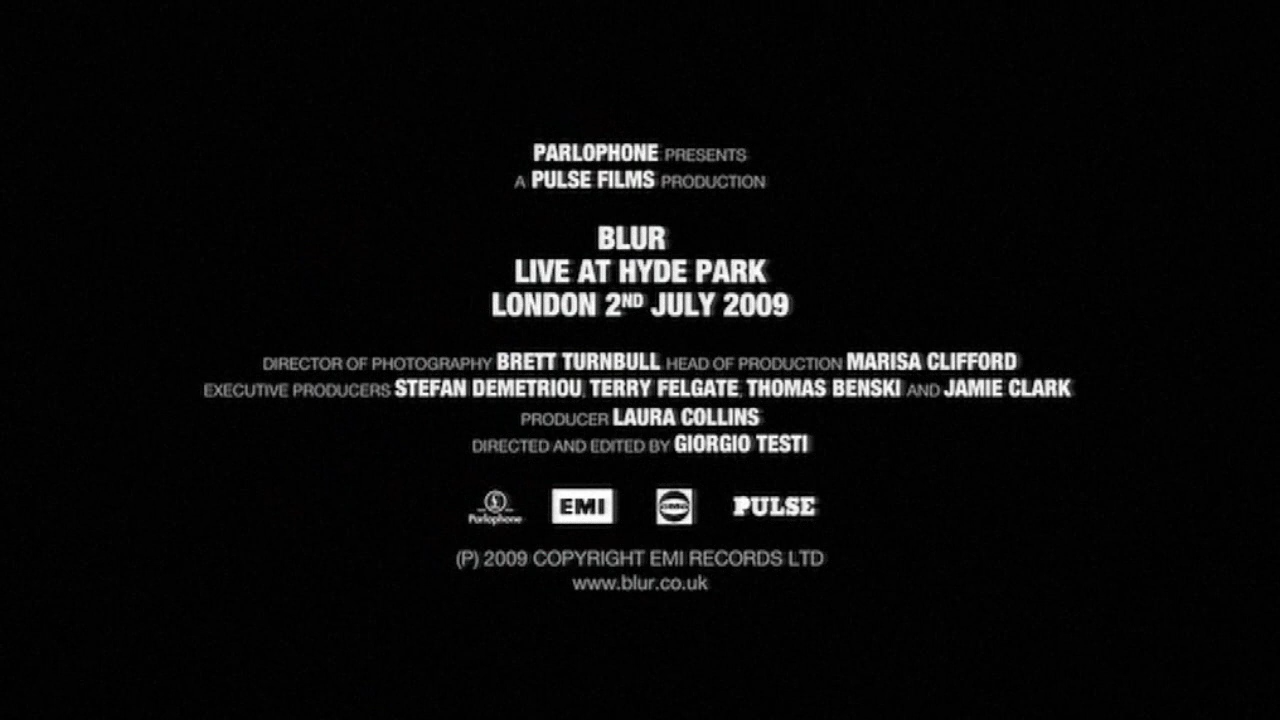 PARLOPHONE PRESENTS
A PULSE FILMS PRODUCTION
BLUR
LIVE AT HYDE PARK
LONDON 2ND JULY 2009
DIRECTOR OF PHOTOGRAPHY BRETT TURNBULL HEAD OF PRODUCTION MARISA CLIFFORD
EXECUTIVE PRODUCERS STEFAN DEMETRIOU, TERRY FELGATE, THOMAS BENSKI AND JAMIE CLARK
PRODUCER LAURA COLLINS
DIRECTED AND EDITED BY GIORGIO TESTI
Parlophone EMI PULSE
(P) 2009 COPYRIGHT EMI RECORDS LTD
www.blur.co.uk